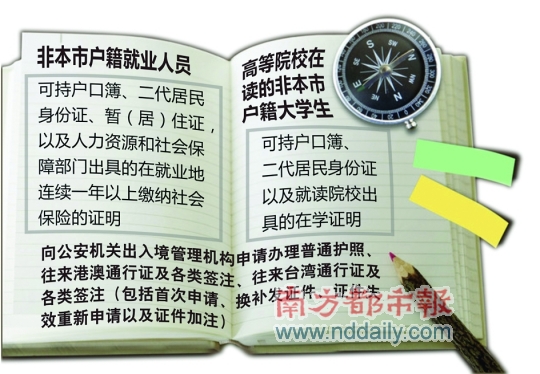 非本市户籍就业人员
可持户口簿、二代居民
身份证、暂（居）住证，
以及人力资源和社会保
障部门出具的在就业地
连续一年以上缴纳社会
保险的证明
高等院校在
读的非本市
户籍大学生
可持户口簿、
二代居民身份证
以及就读院校出
具的在学证明
向公安机关出入境管理机构申请办理普通护照、
往来港澳通行证及各类签注、往来台湾通行证及
各类签注（包括首次申请、换补发证件、证件失
效重新申请以及证件加注）
南方都市報
www.nddaily.com
N
S
SW
NW